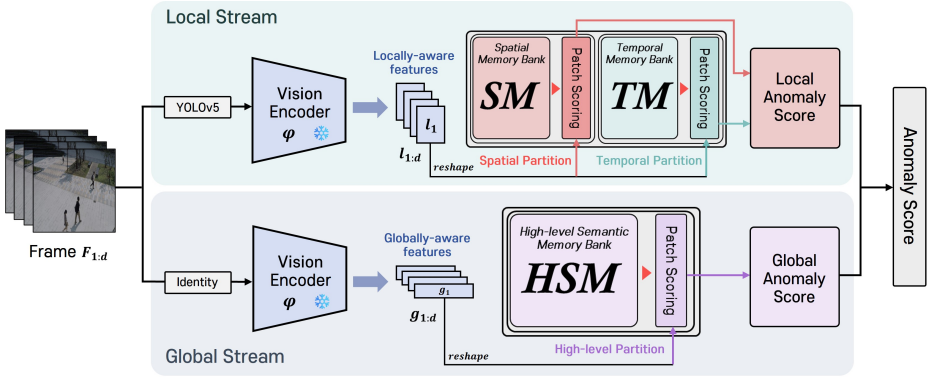 Local Stream
YOLOv5
Vision
Encoder
φ
Locally-aware
features
l₁
l₁:d
reshape
Spatial
Memory Bank
SM
Patch Scoring
Temporal
Memory Bank
TM
Patch Scoring
Spatial Partition
Temporal Partition
Local
Anomaly
Score
Frame F₁:d
Anomaly Score
Identity
Vision
Encoder
φ
Globally-aware
features
g₁
g₁:d
reshape
High-level Semantic
Memory Bank
HSM
Patch Scoring
High-level Partition
Global
Anomaly
Score
Global Stream